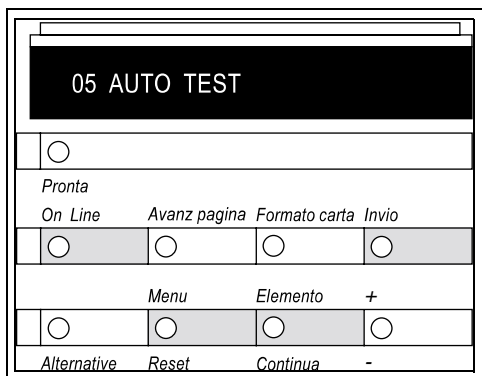 05 AUTO TEST
Pronta
On Line Avanz pagina Formato carta Invio
Menu Elemento +
Alternative Reset Continua -